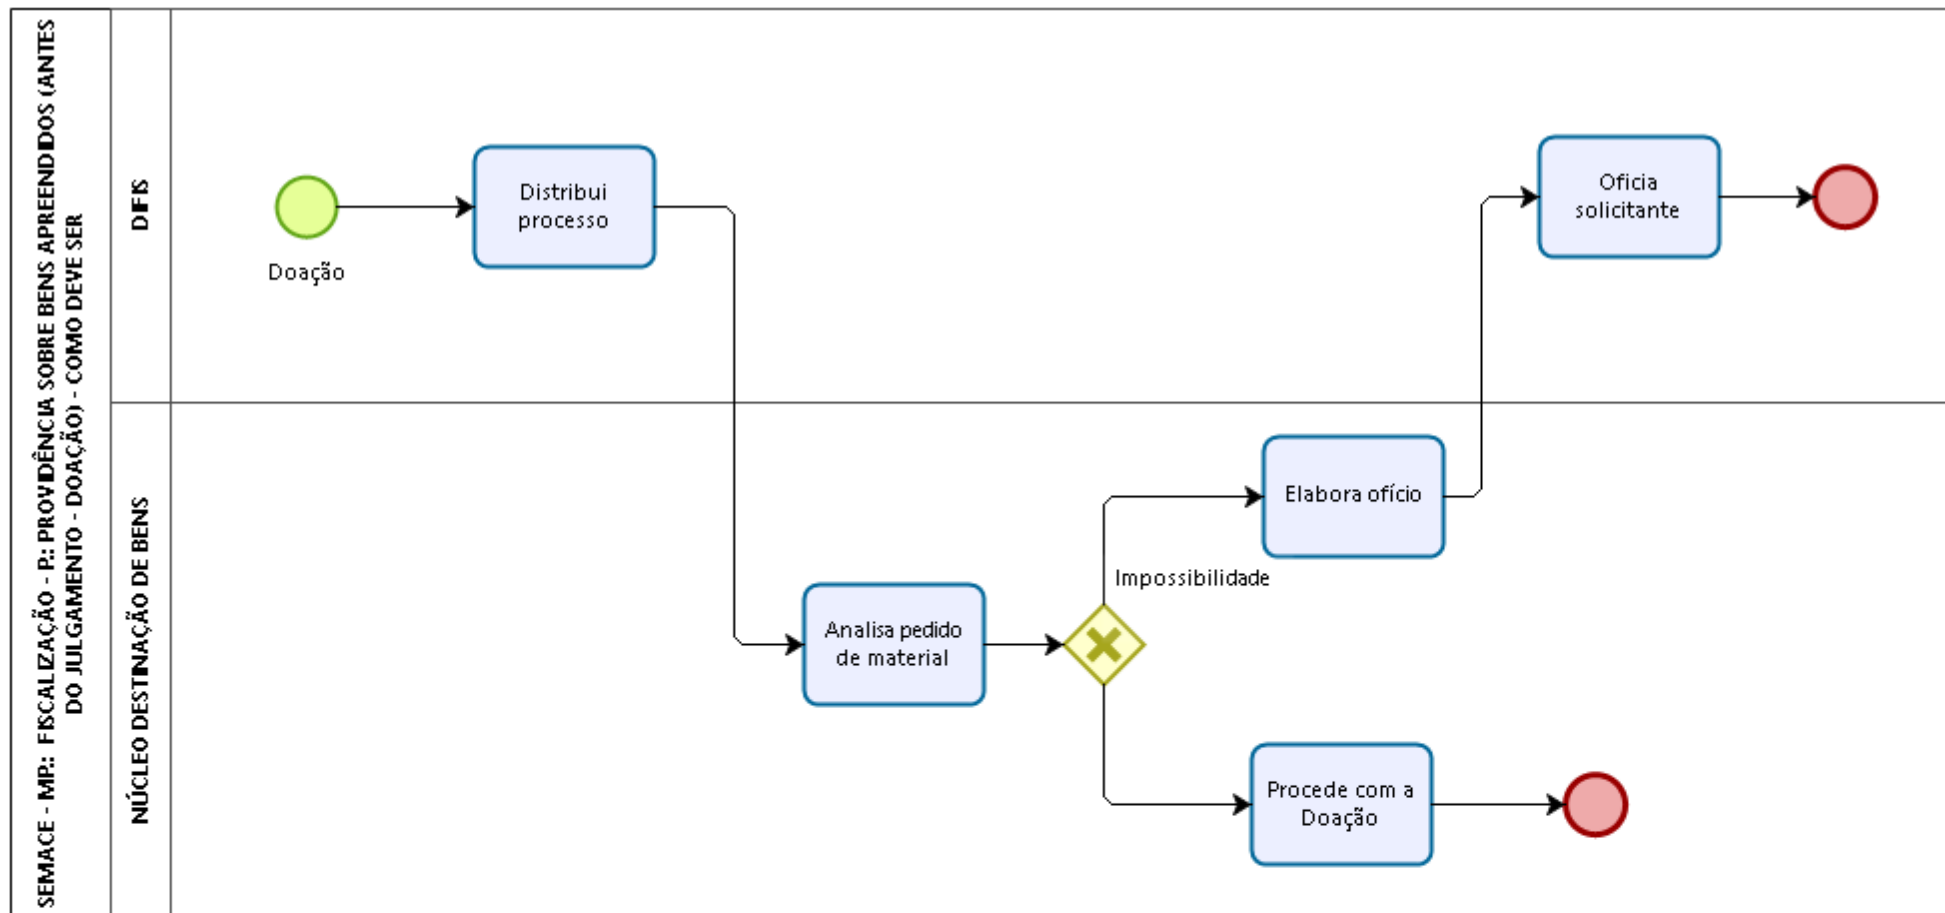 SEMACE - MP.: FISCALIZAÇÃO - P.: PROVIDÊNCIA SOBRE BENS APREENDIDOS (ANTES
DO JULGAMENTO - DOAÇÃO) - COMO DEVE SER
DIFIS
Doação
Distribui
processo
Oficia
solicitante
NÚCLEO DESTINAÇÃO DE BENS
Analisa pedido
de material
Impossibilidade
Elabora ofício
Procede com a
Doação